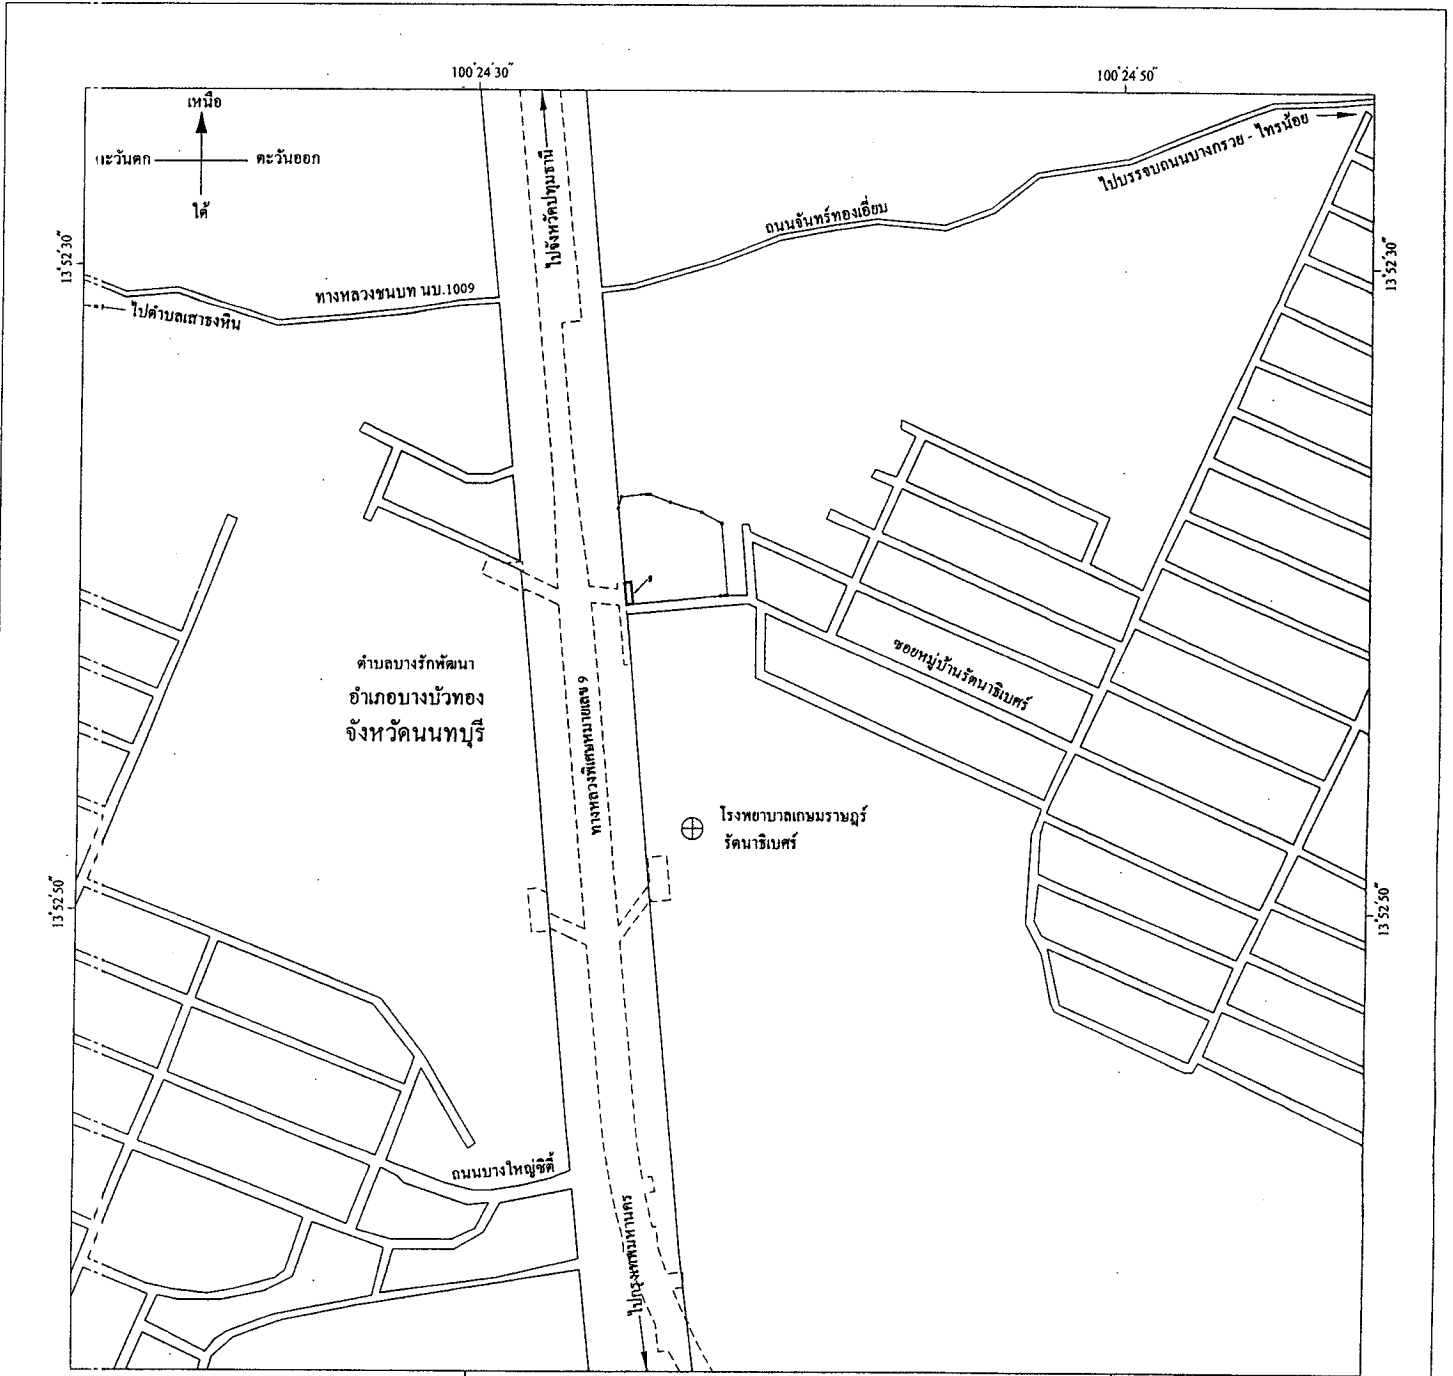 100°24'30"
100°24'50"
เหนือ
ตะวันตก
ตะวันออก
ใต้
ไปจังหวัดปทุมธานี
ไปบรรจบถนนบางกรวย - ไทรน้อย
ถนนจันทร์ทองเอี่ยม
13°52'30"
13°52'30"
ทางหลวงชนบท นบ.1009
ไปตำบลเสาธงหิน
ตำบลบางรักพัฒนา
อำเภอบางบัวทอง
จังหวัดนนทบุรี
ซอยหมู่บ้านรัตนาธิเบศร์
ทางหลวงพิเศษหมายเลข 9
โรงพยาบาลเกษมราษฎร์
รัตนาธิเบศร์
13°52'50"
13°52'50"
ถนนบางใหญ่ซิตี้
ไปกรุงเทพมหานคร